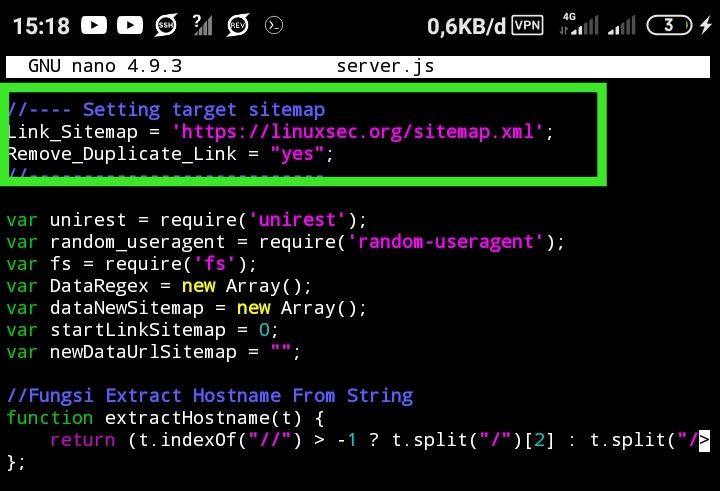 15:18 0,6KB/d VPN 4G 3
GNU nano 4.9.3 server.js
//---- Setting target sitemap
Link_Sitemap = 'https://linuxsec.org/sitemap.xml';
Remove_Duplicate_Link = "yes";
//---------------------------
var unirest = require('unirest');
var random_useragent = require('random-useragent');
var fs = require('fs');
var DataRegex = new Array();
var dataNewSitemap = new Array();
var startLinkSitemap = 0;
var newDataUrlSitemap = "";
//Fungsi Extract Hostname From String
function extractHostname(t) {
    return (t.indexOf("//") > -1 ? t.split("/")[2] : t.split("/>
};